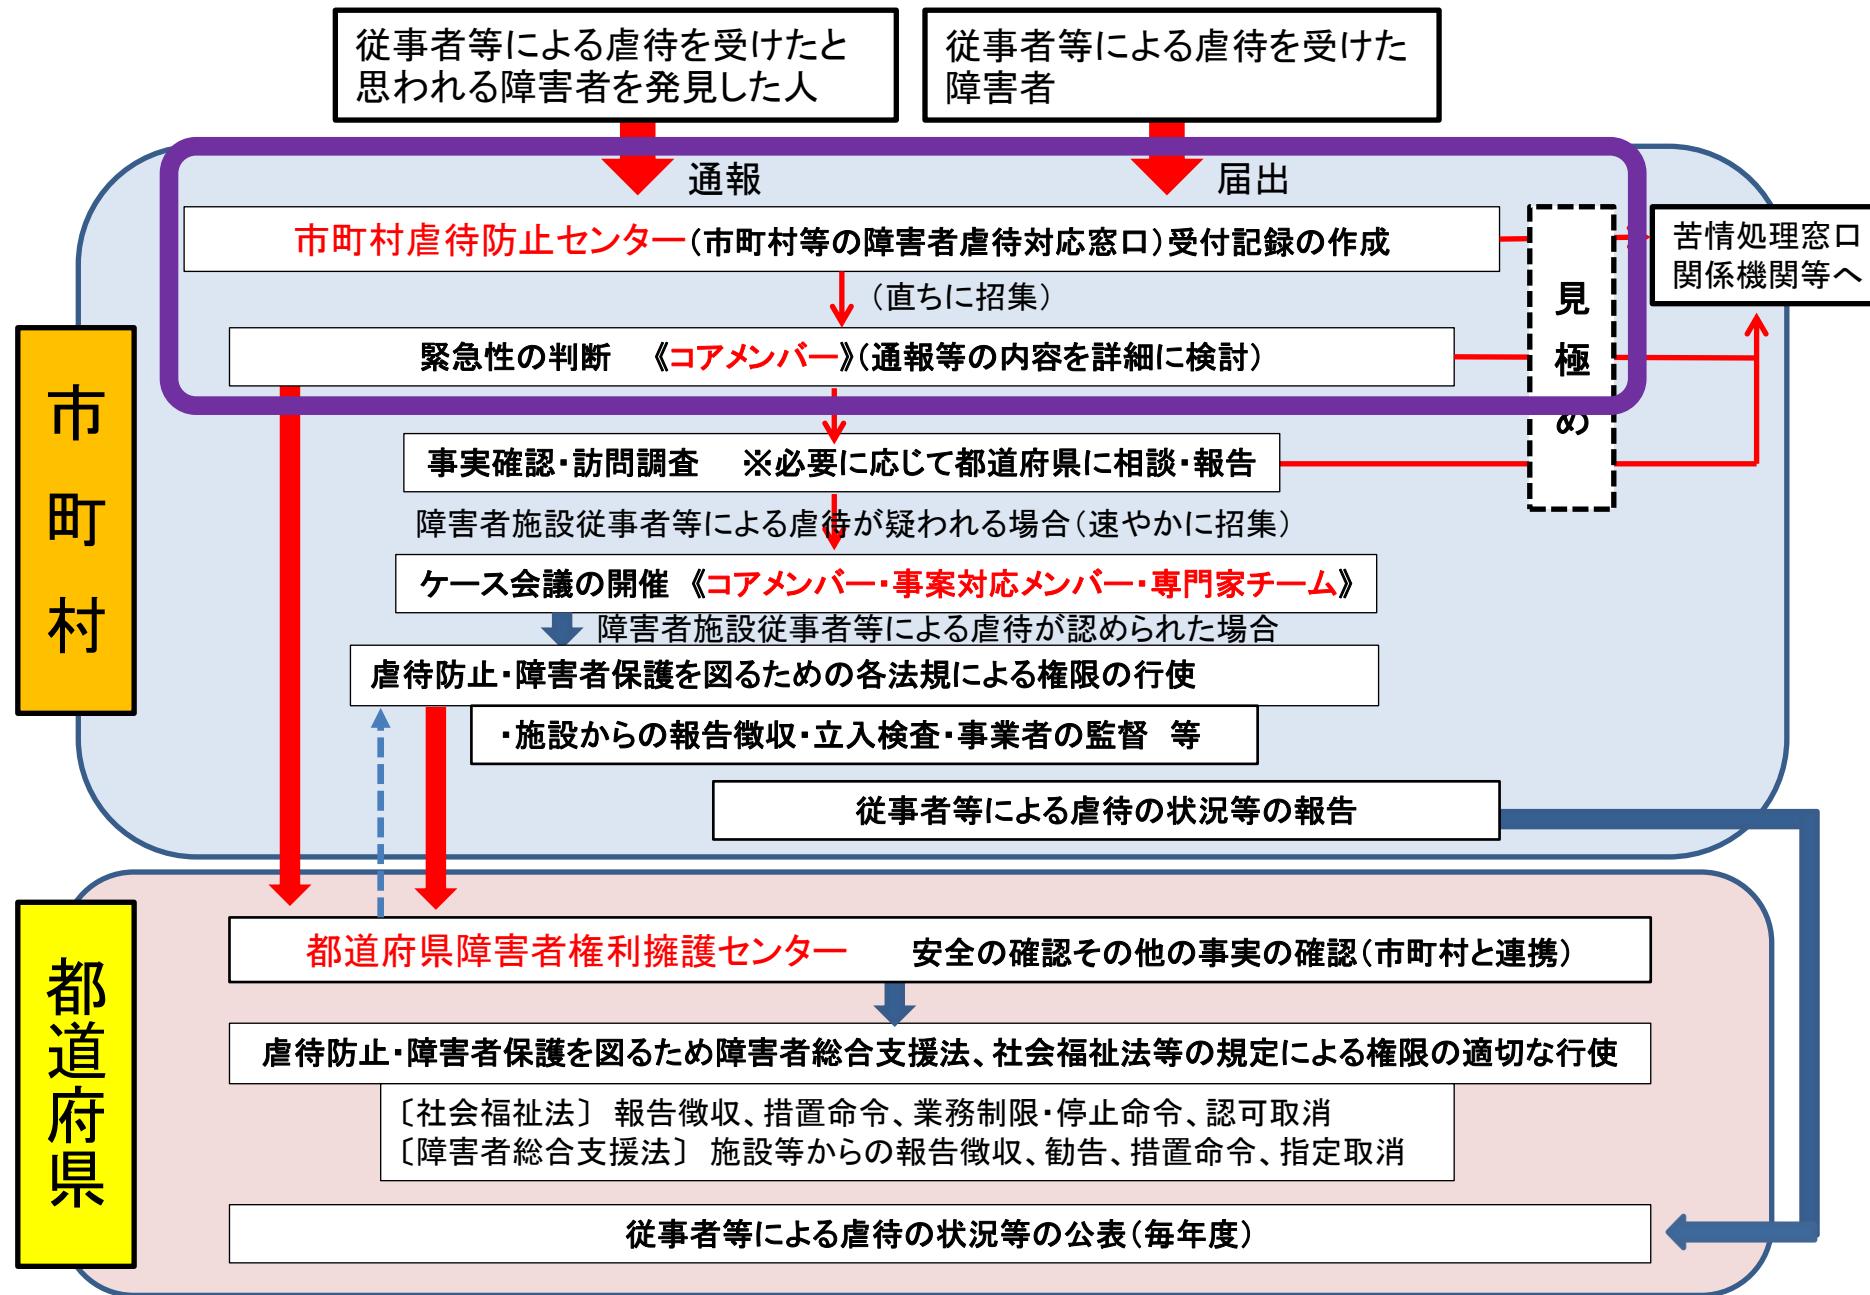 従事者等による虐待を受けたと
思われる障害者を発見した人
従事者等による虐待を受けた
障害者
通報
届出
市町村虐待防止センター(市町村等の障害者虐待対応窓口)受付記録の作成
(直ちに招集)
緊急性の判断 《コアメンバー》(通報等の内容を詳細に検討)
見極め
苦情処理窓口
関係機関等へ
事実確認・訪問調査 ※必要に応じて都道府県に相談・報告
障害者施設従事者等による虐待が疑われる場合(速やかに招集)
ケース会議の開催 《コアメンバー・事案対応メンバー・専門家チーム》
障害者施設従事者等による虐待が認められた場合
虐待防止・障害者保護を図るための各法規による権限の行使
・施設からの報告徴収・立入検査・事業者の監督 等
従事者等による虐待の状況等の報告
市町村
都道府県障害者権利擁護センター 安全の確認その他の事実の確認(市町村と連携)
虐待防止・障害者保護を図るため障害者総合支援法、社会福祉法等の規定による権限の適切な行使
〔社会福祉法〕 報告徴収、措置命令、業務制限・停止命令、認可取消
〔障害者総合支援法〕 施設等からの報告徴収、勧告、措置命令、指定取消
従事者等による虐待の状況等の公表(毎年度)
都道府県